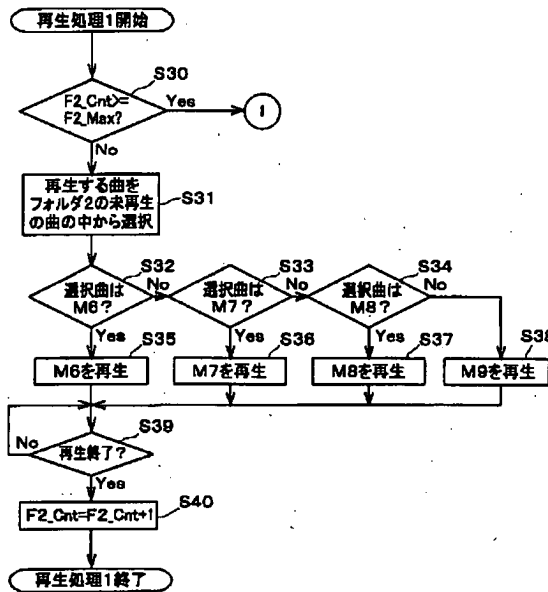 再生処理1開始
S30
F2_Cnt>=
F2_Max?
Yes
1
No
再生する曲を
フォルダ2の未再生
の曲の中から選択
S31
S32
選択曲は
M6?
No
S33
選択曲は
M7?
No
S34
選択曲は
M8?
No
Yes
S35
Yes
S36
Yes
S37
S38
M6を再生
M7を再生
M8を再生
M9を再生
S39
再生終了?
No
Yes
S40
F2_Cnt=F2_Cnt+1
再生処理1終了